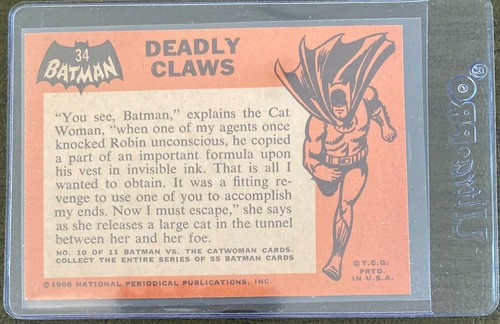 34
BATMAN
DEADLY
CLAWS
"You see, Batman," explains the Cat
Woman, "when one of my agents once
knocked Robin unconscious, he copied
a part of an important formula upon
his vest in invisible ink. That is all I
wanted to obtain. It was a fitting re-
venge to use one of you to accomplish
my ends. Now I must escape," she says
as she releases a large cat in the tunnel
between her and her foe.
NO. 10 OF 11 BATMAN VS. THE CATWOMAN CARDS.
COLLECT THE ENTIRE SERIES OF 55 BATMAN CARDS
©1966 NATIONAL PERIODICAL PUBLICATIONS, INC.
©T.C.G.
PRTD.
IN U.S.A.